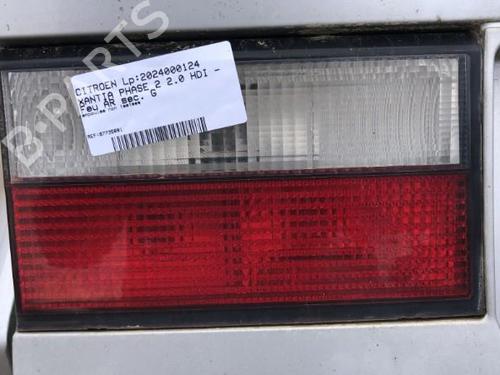 CITROEN Lp:2024000124
XANTIA PHASE 2 2.0 HDI -
Feu AR sec. G
B-PARTS